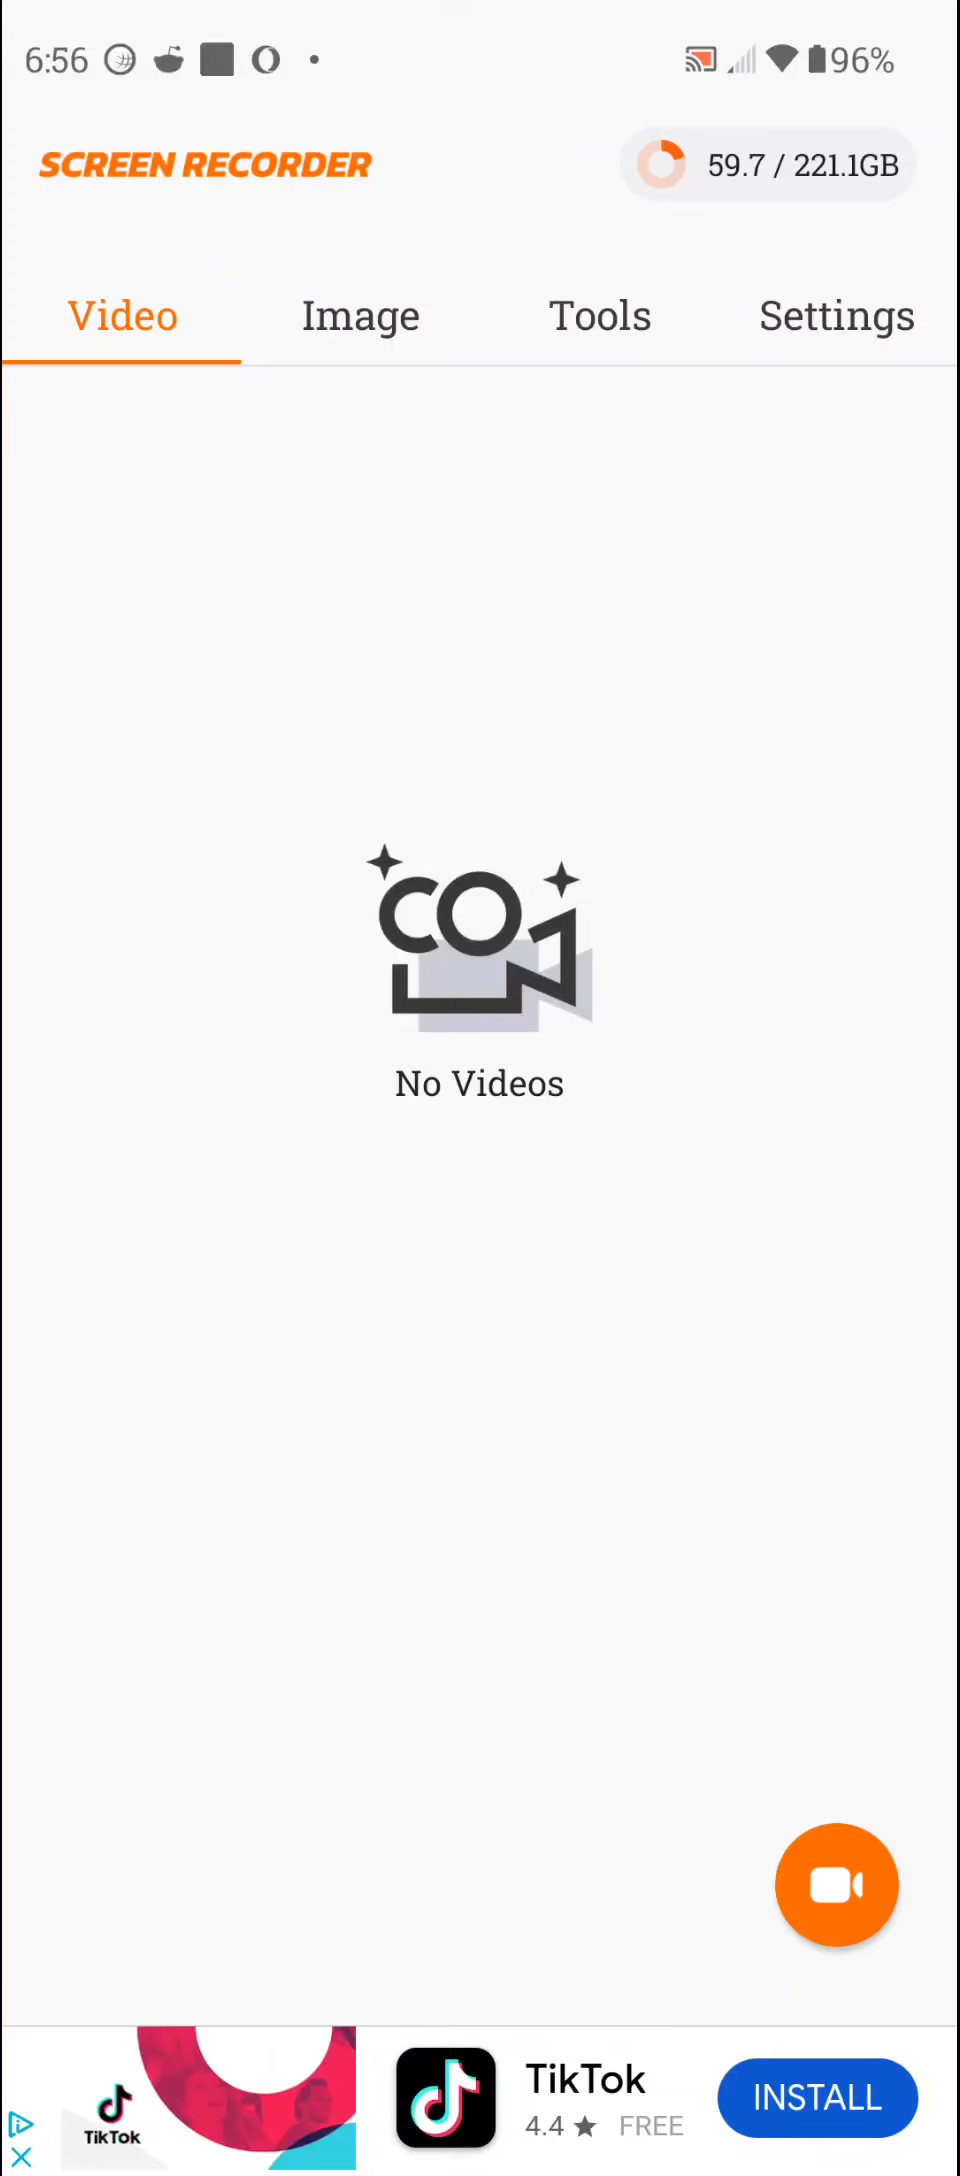 6:56
96%
SCREEN RECORDER
59.7 / 221.1GB
Video Image Tools Settings
No Videos
TikTok
TikTok
4.4 ★ FREE
INSTALL